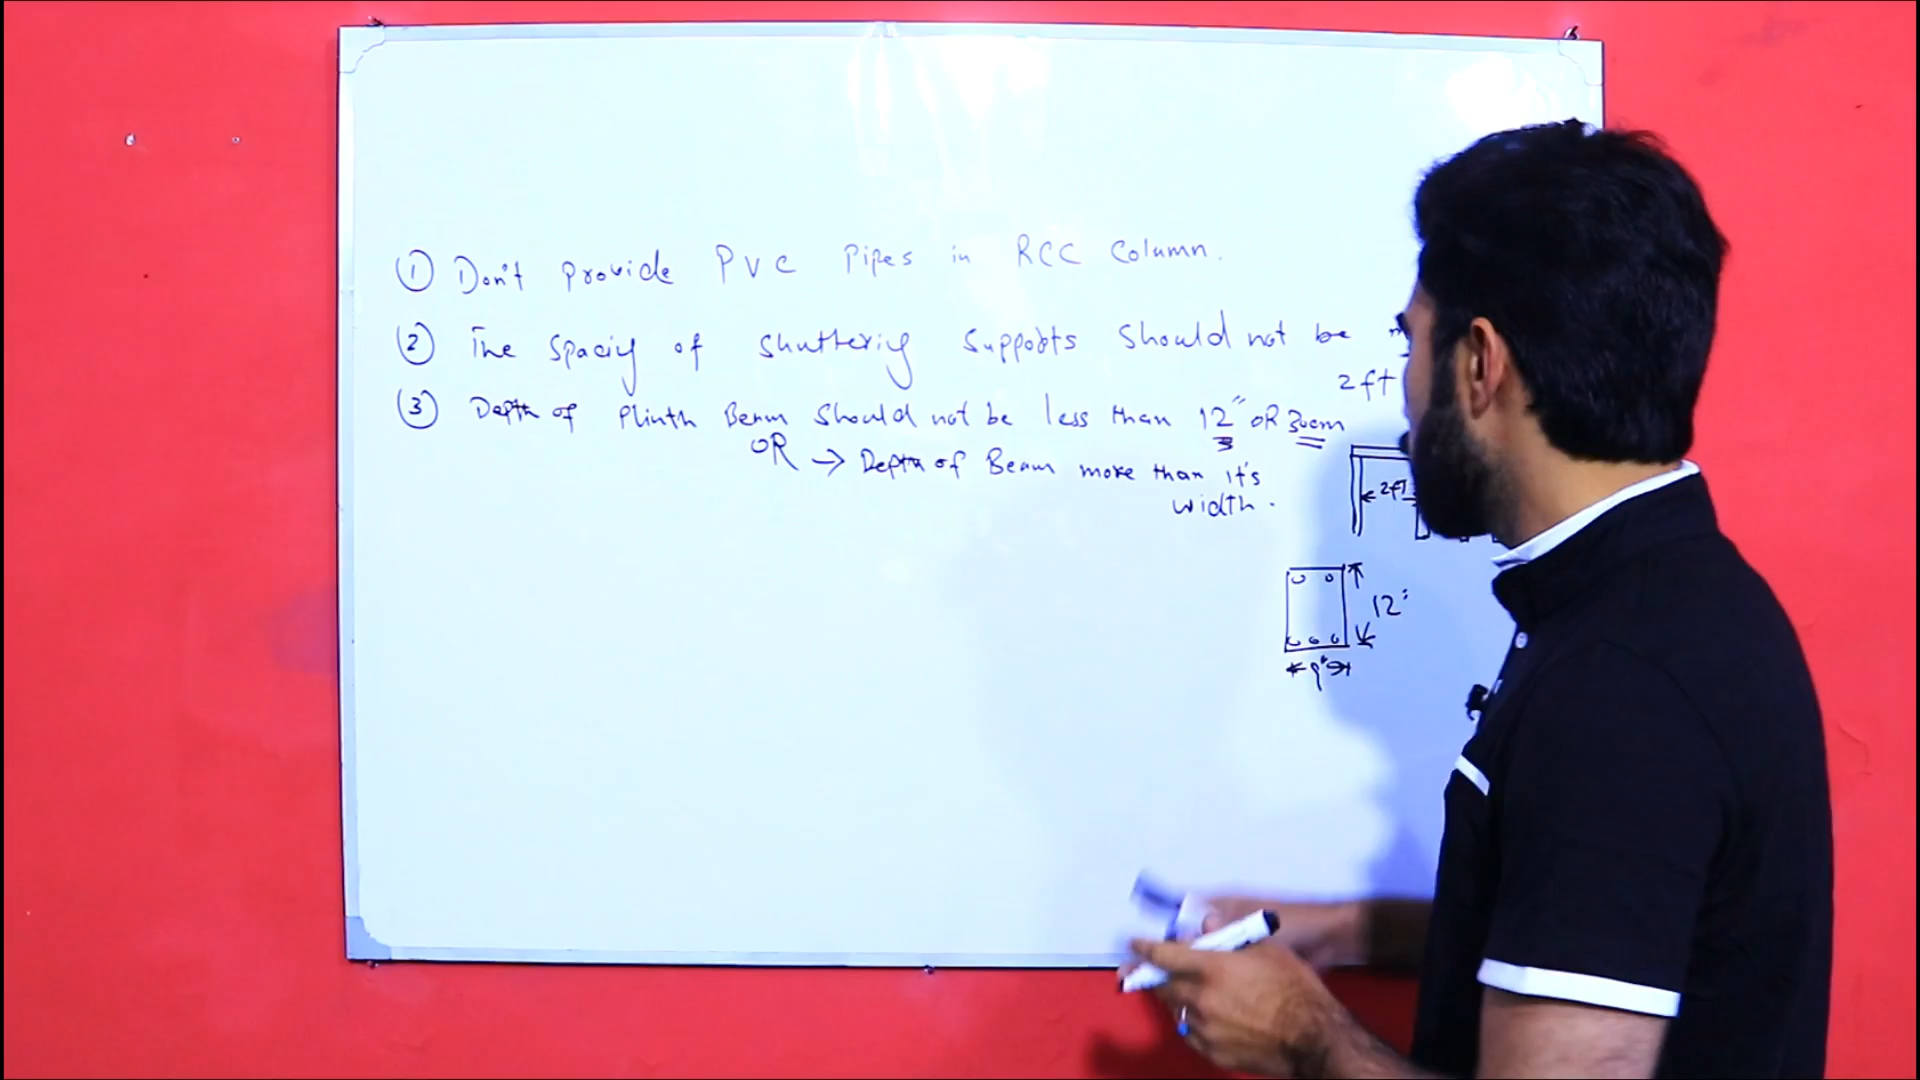 ① Don't provide PVC Pipes in RCC Column.
② The Spacing of Shuttering Supports Should not be
2ft
③ Depth of Plinth Beam Should not be less than 12" OR 30cm
OR → Depth of Beam more than it's
width.
2ft
12"
9"